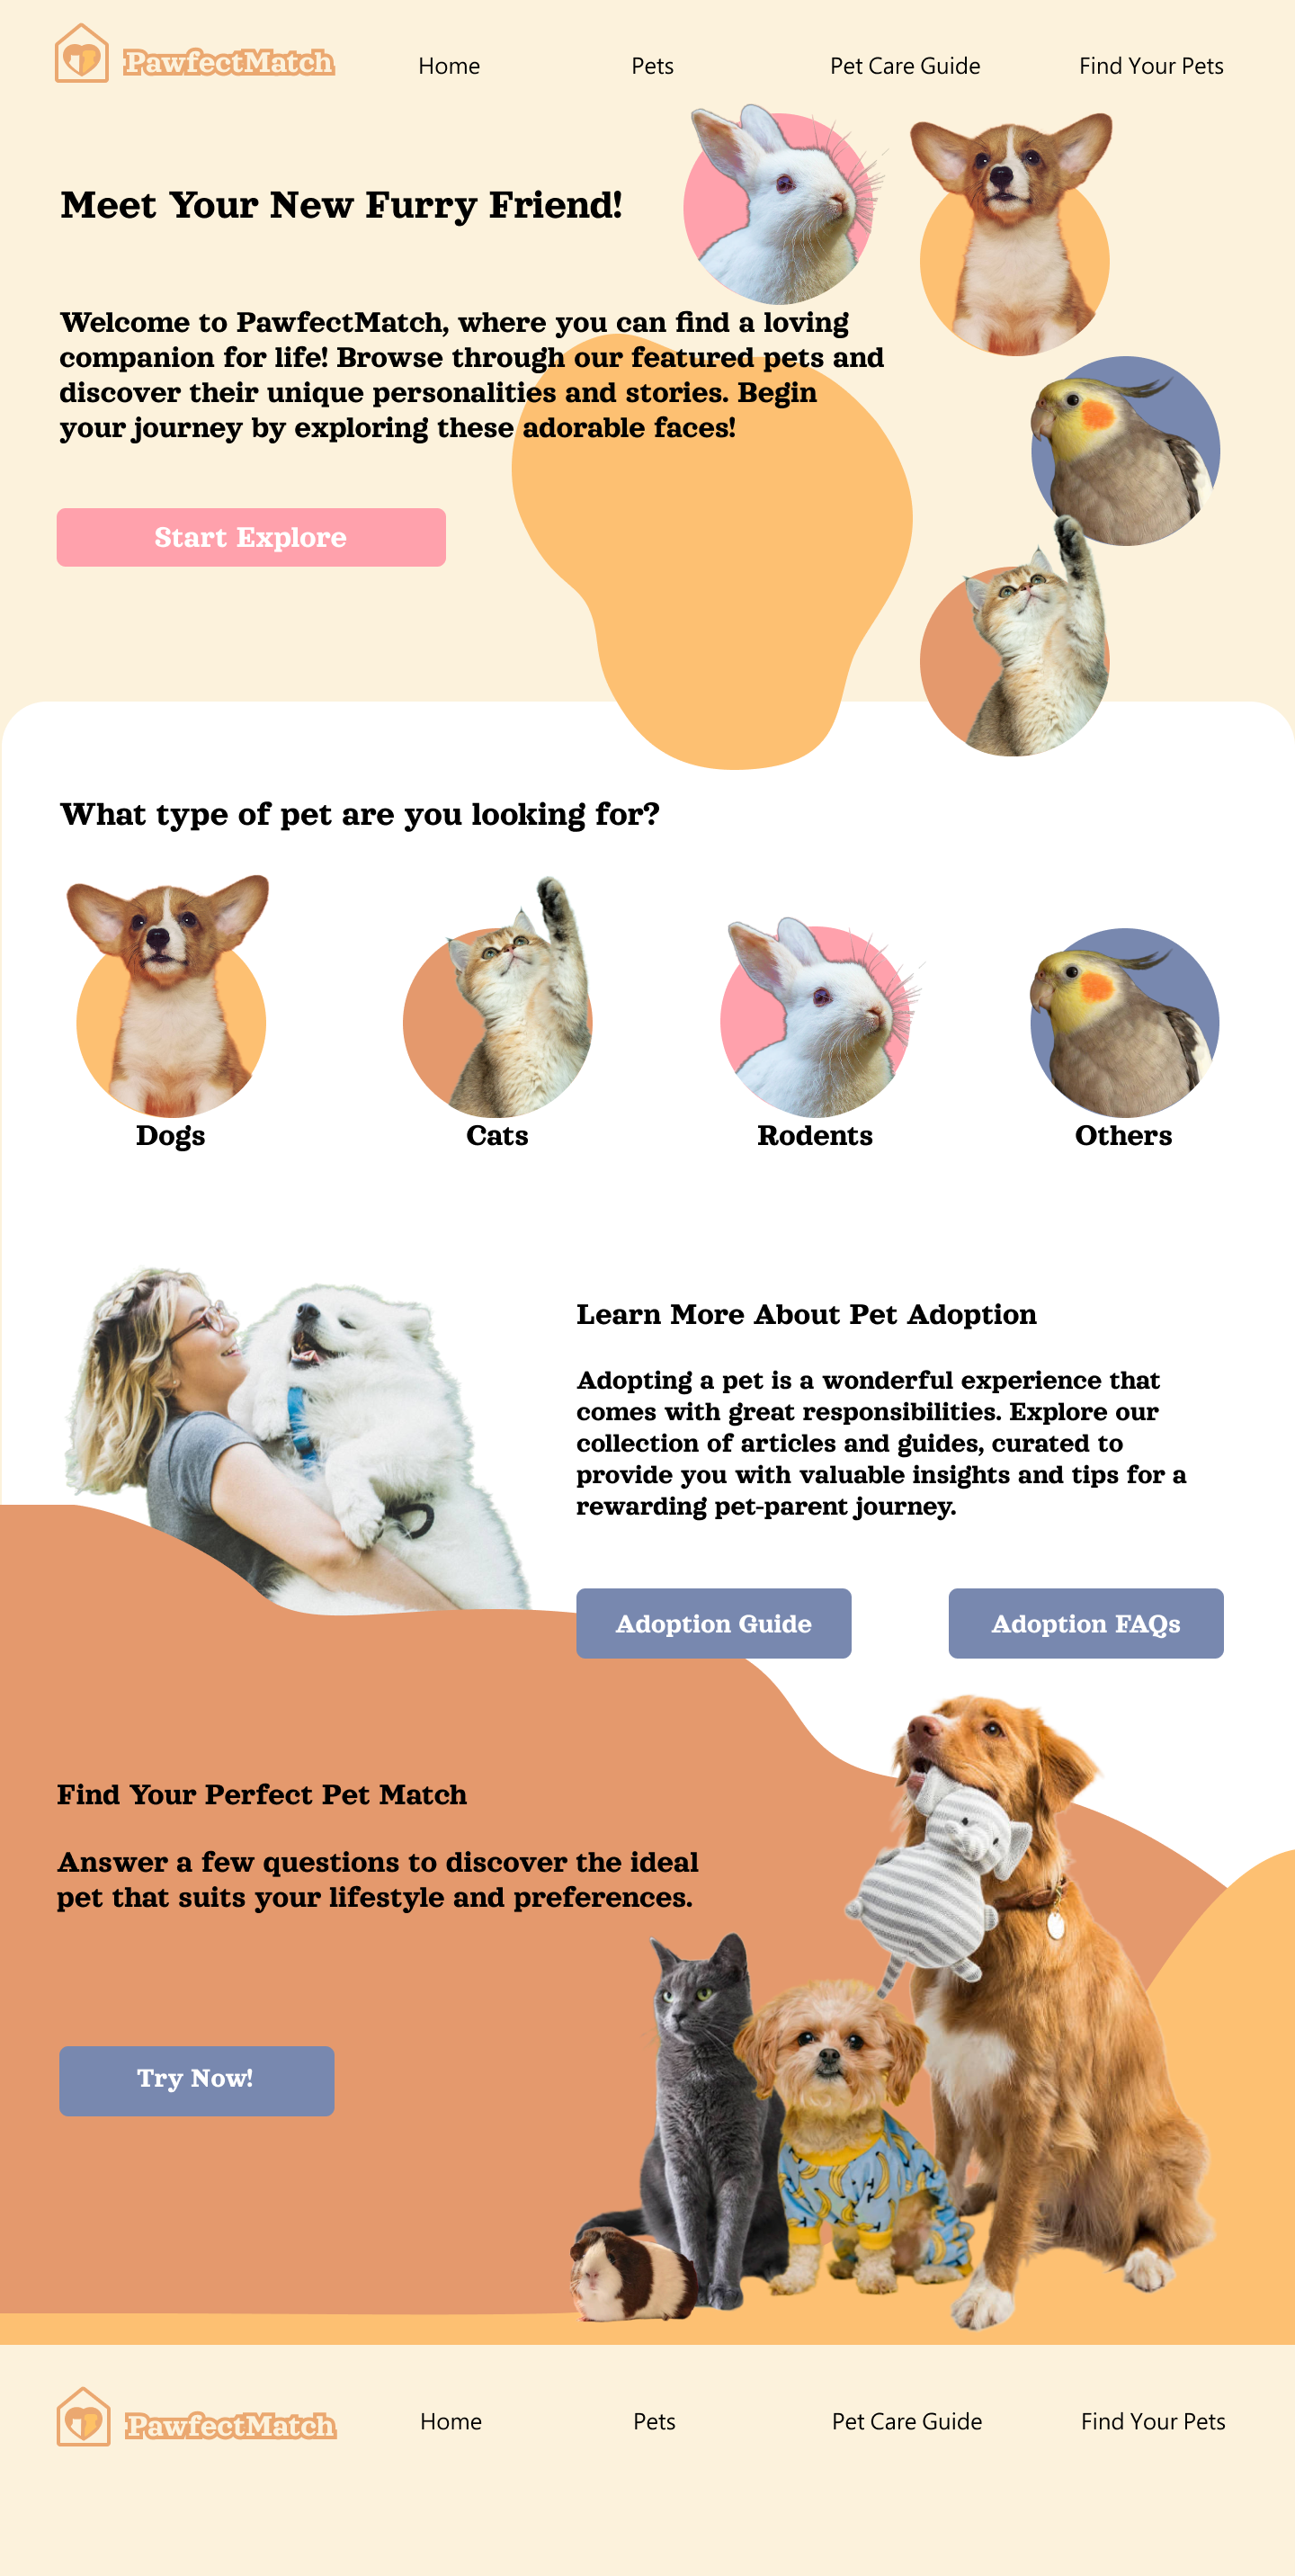 PawfectMatch
Home
Pets
Pet Care Guide
Find Your Pets
Meet Your New Furry Friend!
Welcome to PawfectMatch, where you can find a loving
companion for life! Browse through our featured pets and
discover their unique personalities and stories. Begin
your journey by exploring these adorable faces!
Start Explore
What type of pet are you looking for?
Dogs
Cats
Rodents
Others
Learn More About Pet Adoption
Adopting a pet is a wonderful experience that
comes with great responsibilities. Explore our
collection of articles and guides, curated to
provide you with valuable insights and tips for a
rewarding pet-parent journey.
Adoption Guide
Adoption FAQs
Find Your Perfect Pet Match
Answer a few questions to discover the ideal
pet that suits your lifestyle and preferences.
Try Now!
PawfectMatch
Home
Pets
Pet Care Guide
Find Your Pets